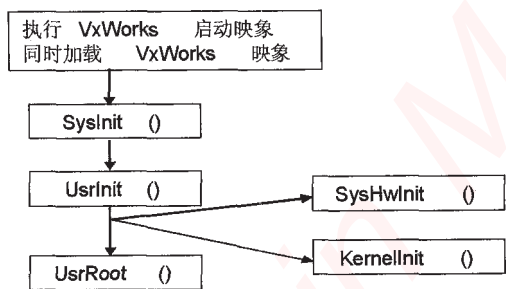 执行 VxWorks 启动映象
同时加载 VxWorks 映象
SysInit ()
UsrInit ()
SysHwInit ()
KernelInit ()
UsrRoot ()